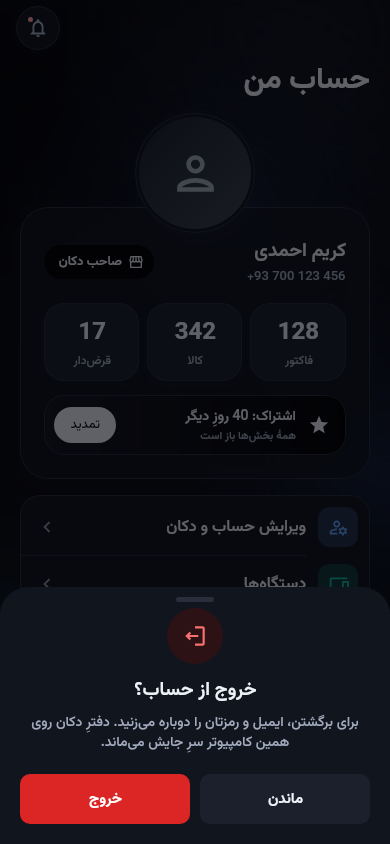 حساب من
کریم احمدی
+93 700 123 456
صاحب دکان
128
فاکتور
342
کالا
17
قرض‌دار
اشتراک: 40 روزِ دیگر
همهٔ بخش‌ها باز است
تمدید
ویرایش حساب و دکان
دستگاه‌ها
خروج از حساب؟
برای برگشتن، ایمیل و رمزتان را دوباره می‌زنید. دفترِ دکان روی
همین کامپیوتر سرِ جایش می‌ماند.
ماندن
خروج